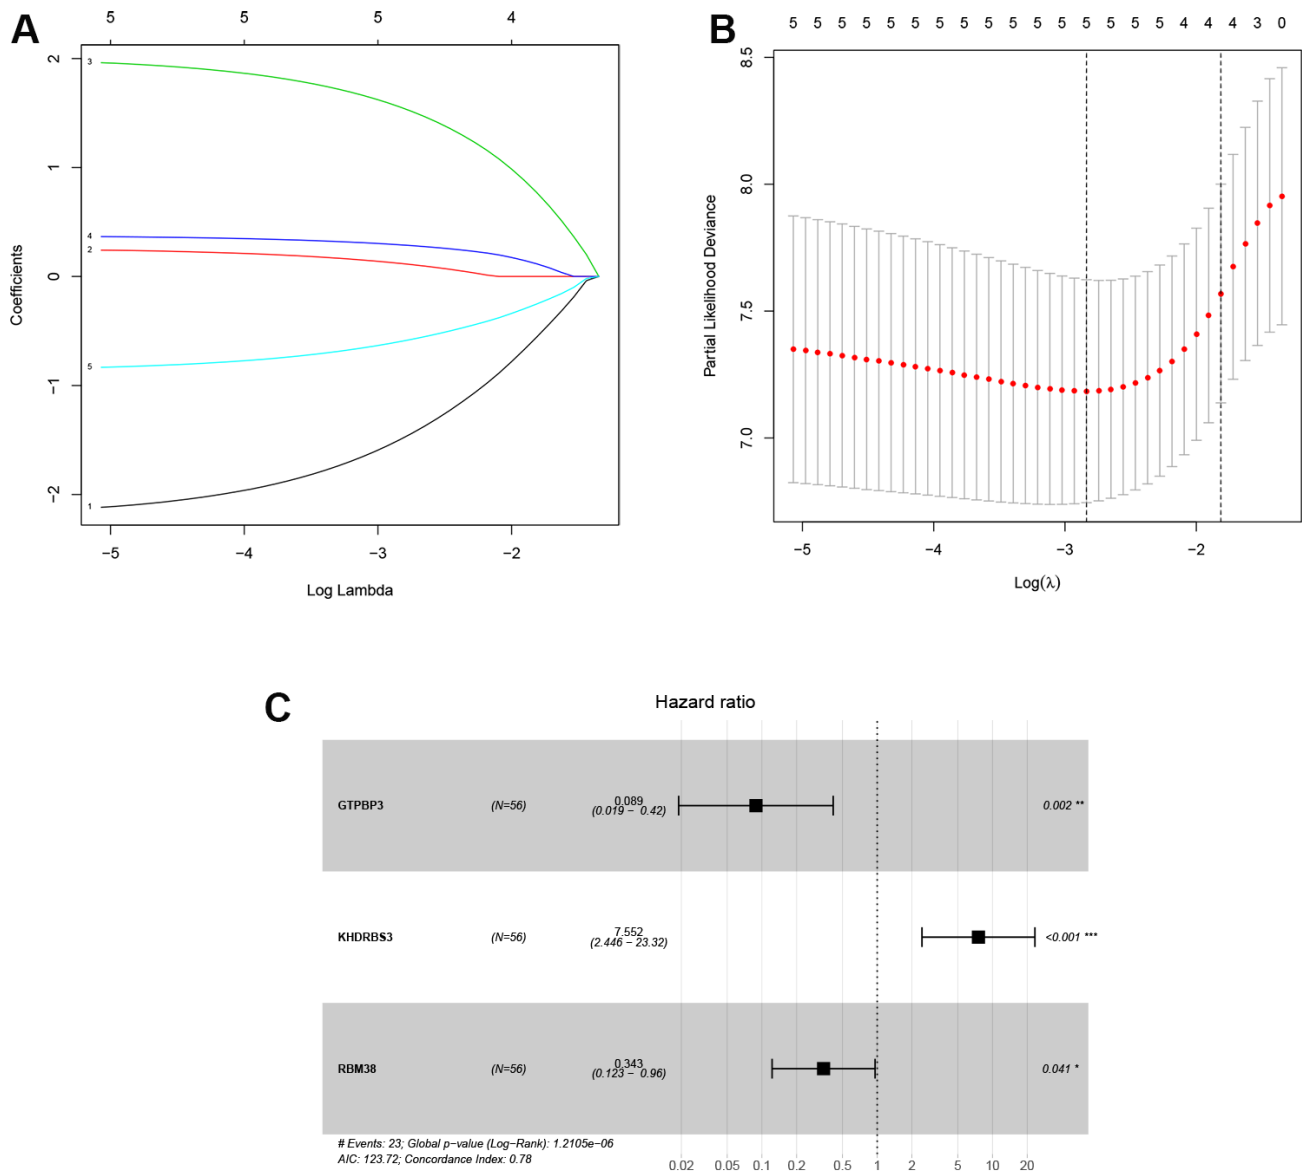 A
5 5 5 4
2
1
0
−1
−2
Coefficients
3
4
2
5
1
−5 −4 −3 −2
Log Lambda
B
5 5 5 5 5 5 5 5 5 5 5 5 5 5 5 5 4 4 4 3 0
8.5
8.0
7.5
7.0
Partial Likelihood Deviance
−5 −4 −3 −2
Log(λ)
C
Hazard ratio
GTPBP3 (N=56) 0.089 (0.019 − 0.42) 0.002 **
KHDRBS3 (N=56) 7.552 (2.446 − 23.32) <0.001 ***
RBM38 (N=56) 0.343 (0.123 − 0.96) 0.041 *
# Events: 23; Global p−value (Log−Rank): 1.2105e−06
AIC: 123.72; Concordance Index: 0.78
0.02 0.05 0.1 0.2 0.5 1 2 5 10 20